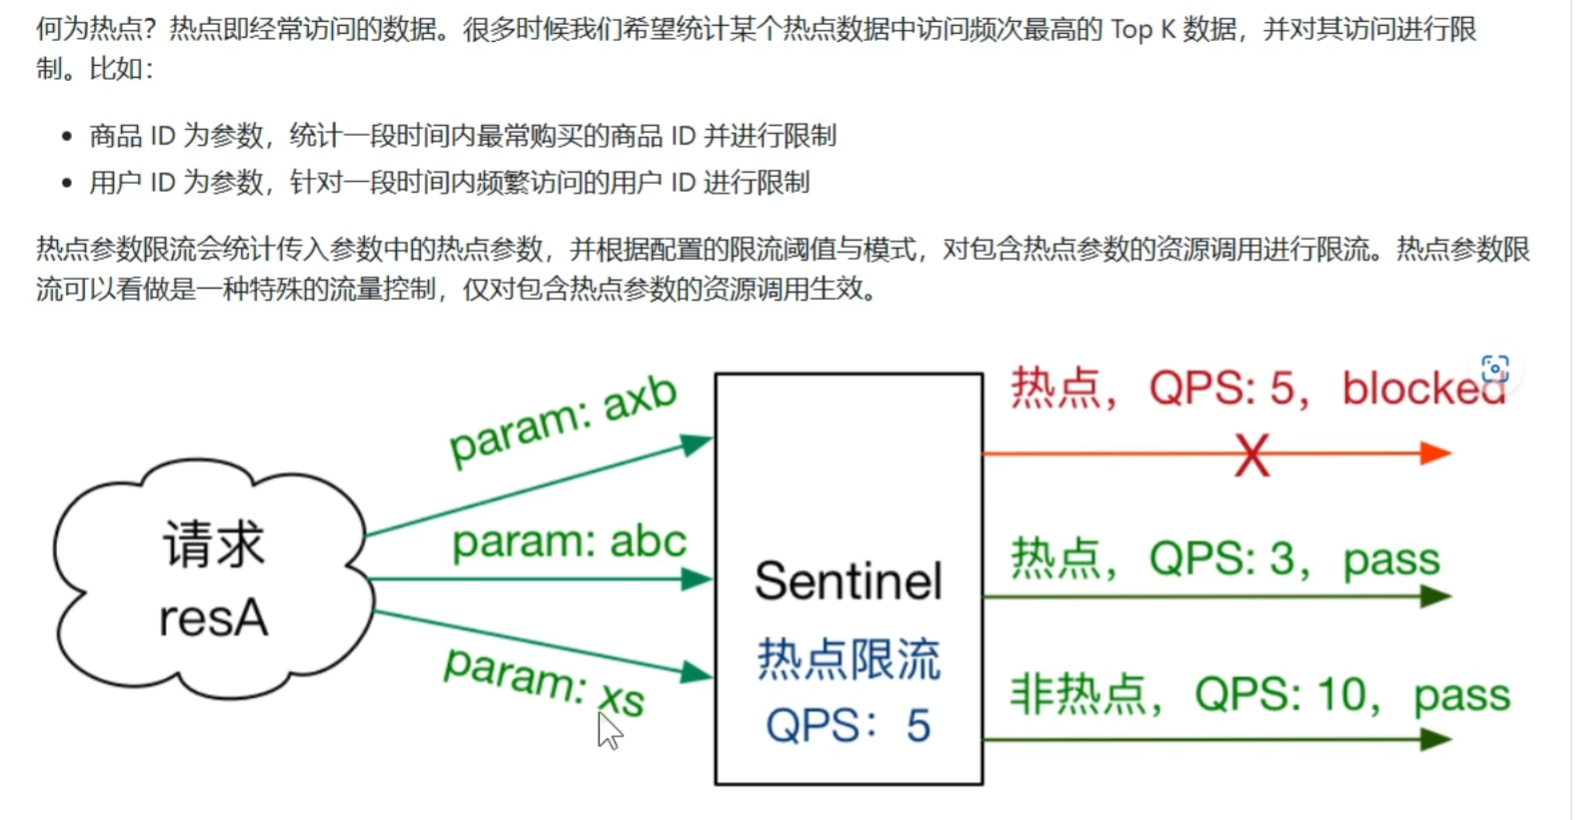 何为热点？热点即经常访问的数据。很多时候我们希望统计某个热点数据中访问频次最高的 Top K 数据，并对其访问进行限
制。比如：
• 商品 ID 为参数，统计一段时间内最常购买的商品 ID 并进行限制
• 用户 ID 为参数，针对一段时间内频繁访问的用户 ID 进行限制
热点参数限流会统计传入参数中的热点参数，并根据配置的限流阈值与模式，对包含热点参数的资源调用进行限流。热点参数限
流可以看做是一种特殊的流量控制，仅对包含热点参数的资源调用生效。
请求
resA
param: axb
param: abc
param: xs
Sentinel
热点限流
QPS：5
热点，QPS: 5，blocked
X
热点，QPS: 3，pass
非热点，QPS: 10，pass